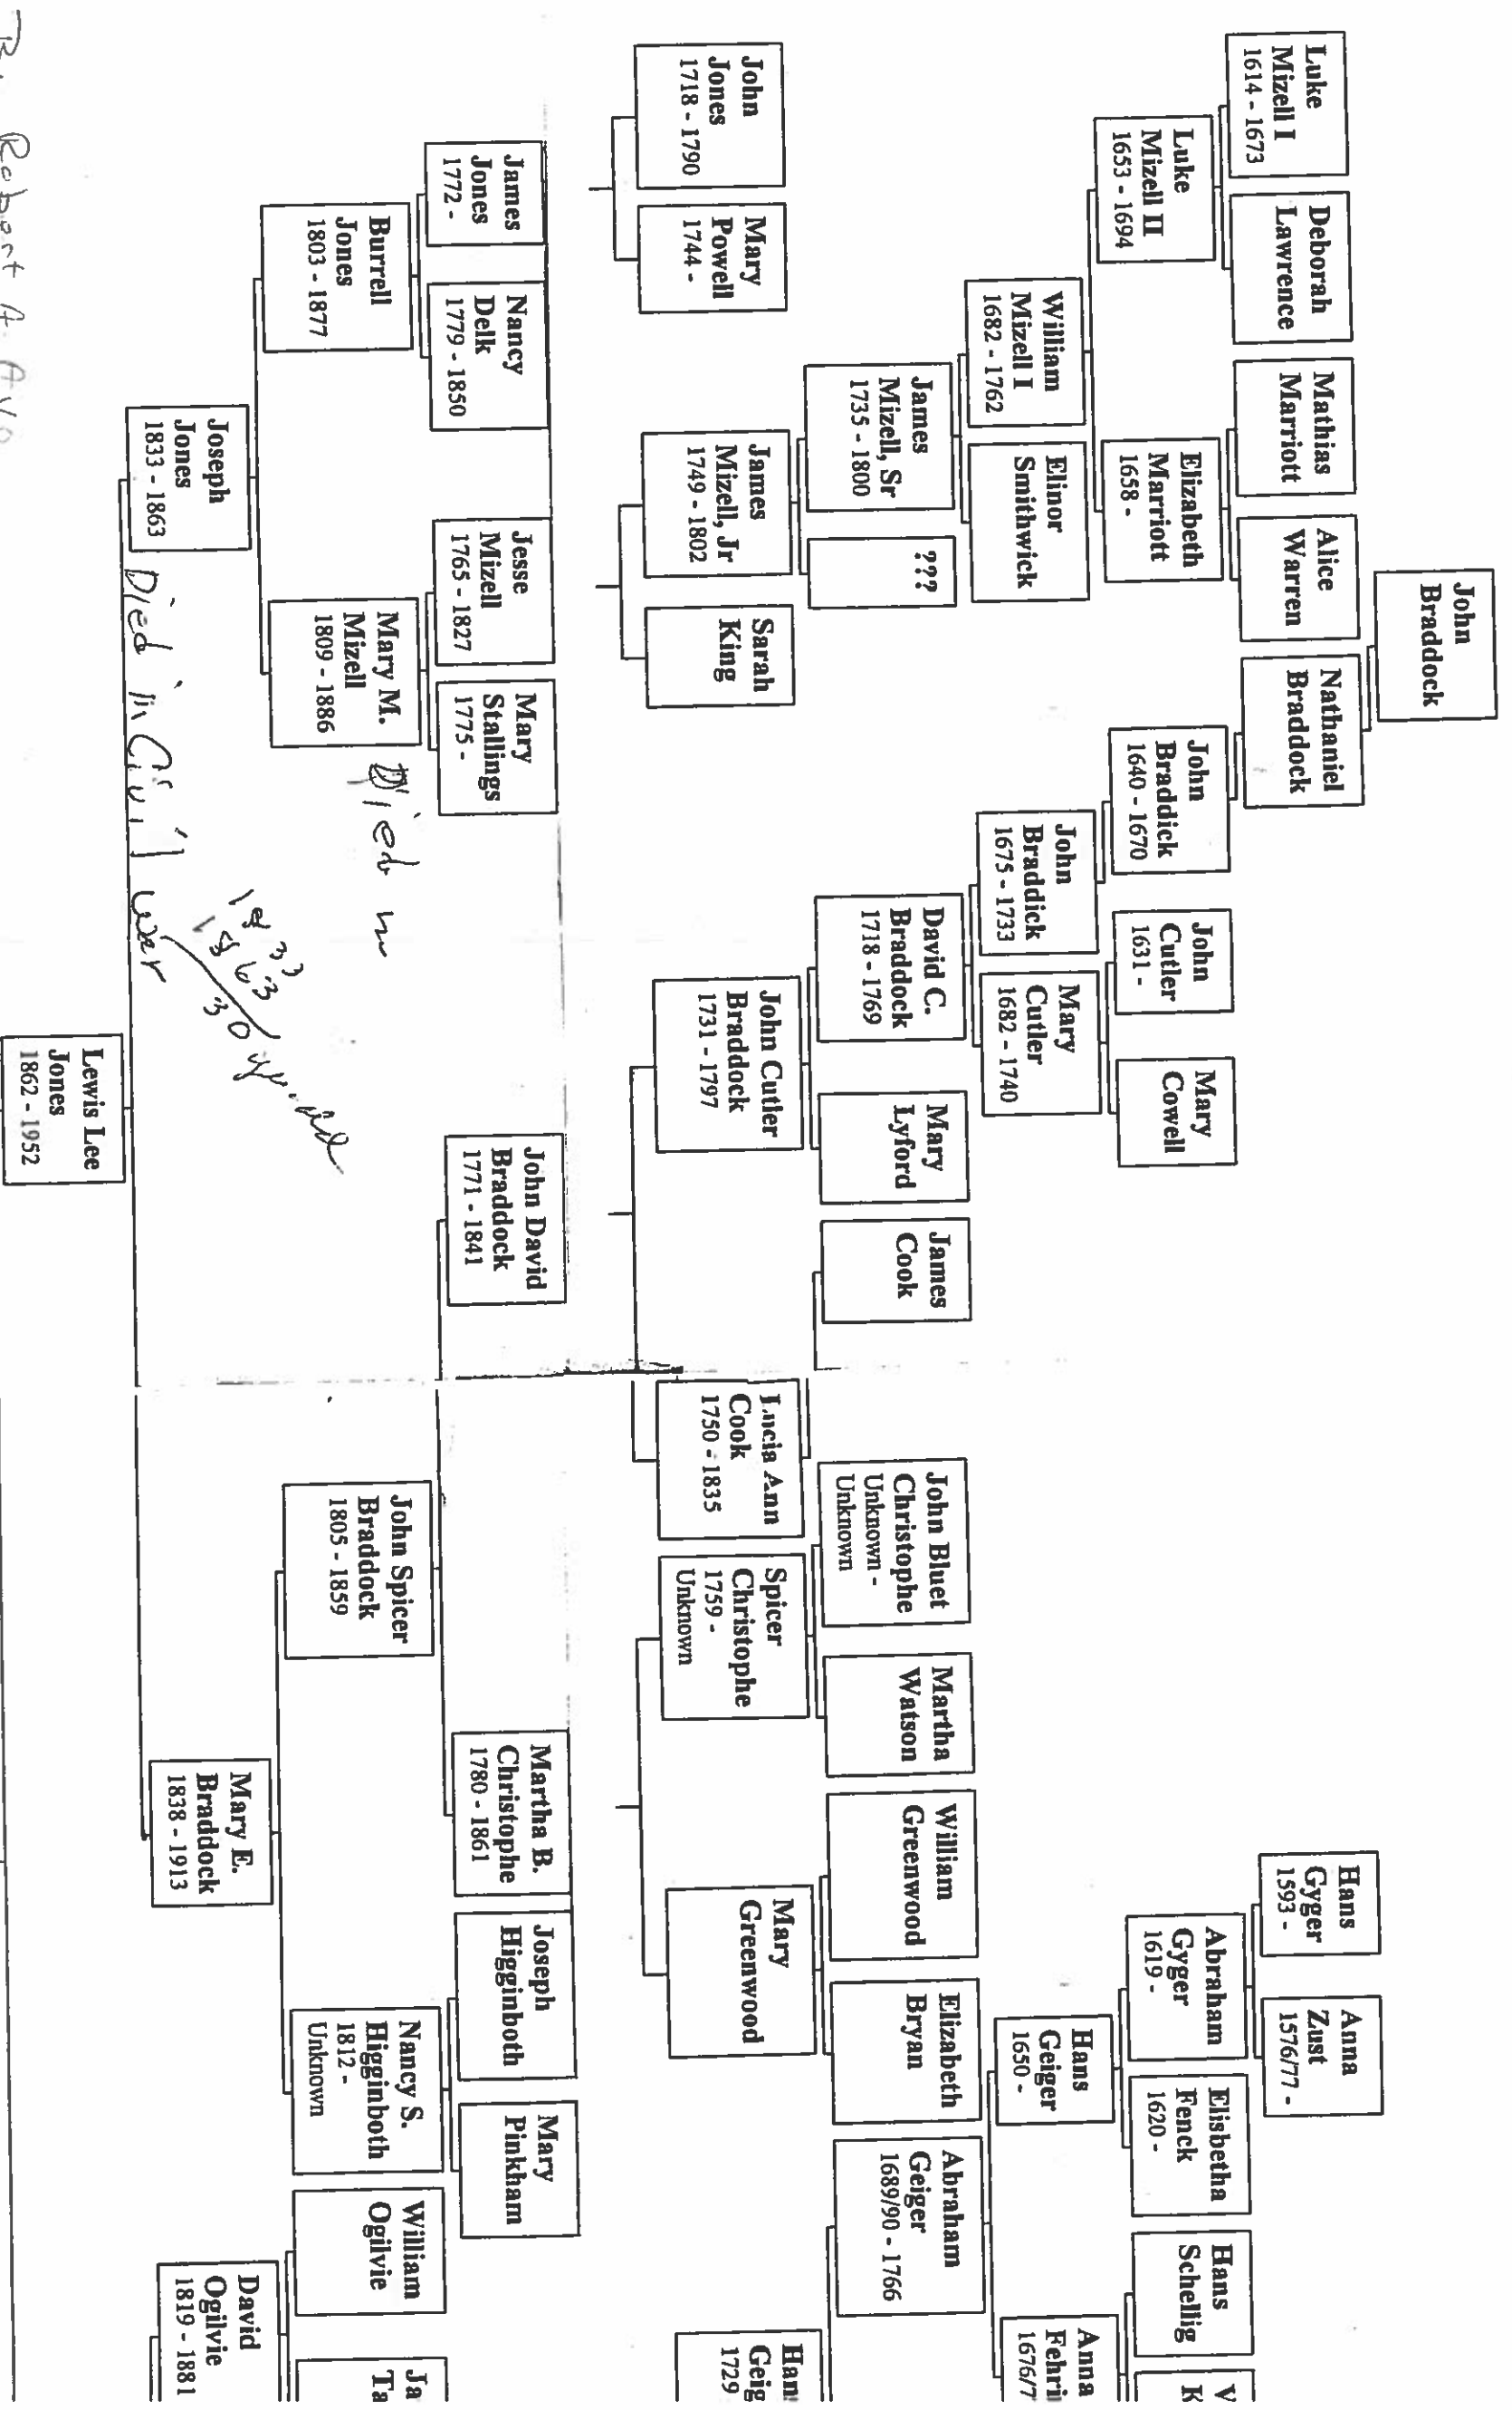 John
Braddock
Luke
Mizell I
1614 - 1673
Deborah
Lawrence
Mathias
Marriott
Alice
Warren
Nathaniel
Braddock
Hans
Gyger
1593 -
Anna
Zust
1576/77 -
Luke
Mizell II
1653 - 1694
Elizabeth
Marriott
1658 -
John
Braddick
1640 - 1670
John
Cutler
1631 -
Mary
Cowell
Abraham
Gyger
1619 -
Elisbetha
Fenck
1620 -
Hans
Schellig
V
K
William
Mizell I
1682 - 1762
Elinor
Smithwick
John
Braddick
1675 - 1733
Mary
Cutler
1682 - 1740
Hans
Geiger
1650 -
Anna
Fehri
1676/7
James
Mizell, Sr
1735 - 1800
???
David C.
Braddock
1718 - 1769
Mary
Lyford
James
Cook
John Bluet
Christophe
Unknown -
Unknown
Martha
Watson
William
Greenwood
Elizabeth
Bryan
Abraham
Geiger
1689/90 - 1766
John
Jones
1718 - 1790
Mary
Powell
1744 -
James
Mizell, Jr
1749 - 1802
Sarah
King
John Cutler
Braddock
1731 - 1797
Lucia Ann
Cook
1750 - 1835
Spicer
Christophe
1759 -
Unknown
Mary
Greenwood
Han
Geig
1729
James
Jones
1772 -
Nancy
Delk
1779 - 1850
Jesse
Mizell
1765 - 1827
Mary
Stallings
1775 -
John David
Braddock
1771 - 1841
Martha B.
Christophe
1780 - 1861
Joseph
Higginboth
Mary
Pinkham
Burrell
Jones
1803 - 1877
Mary M.
Mizell
1809 - 1886
Died in
John Spicer
Braddock
1805 - 1859
Nancy S.
Higginboth
1812 -
Unknown
William
Ogilvie
Ja
Ta
Joseph
Jones
1833 - 1863
Died in Civil War
1833
1863
30
Mary E.
Braddock
1838 - 1913
David
Ogilvie
1819 - 1881
Lewis Lee
Jones
1862 - 1952
Robert A.